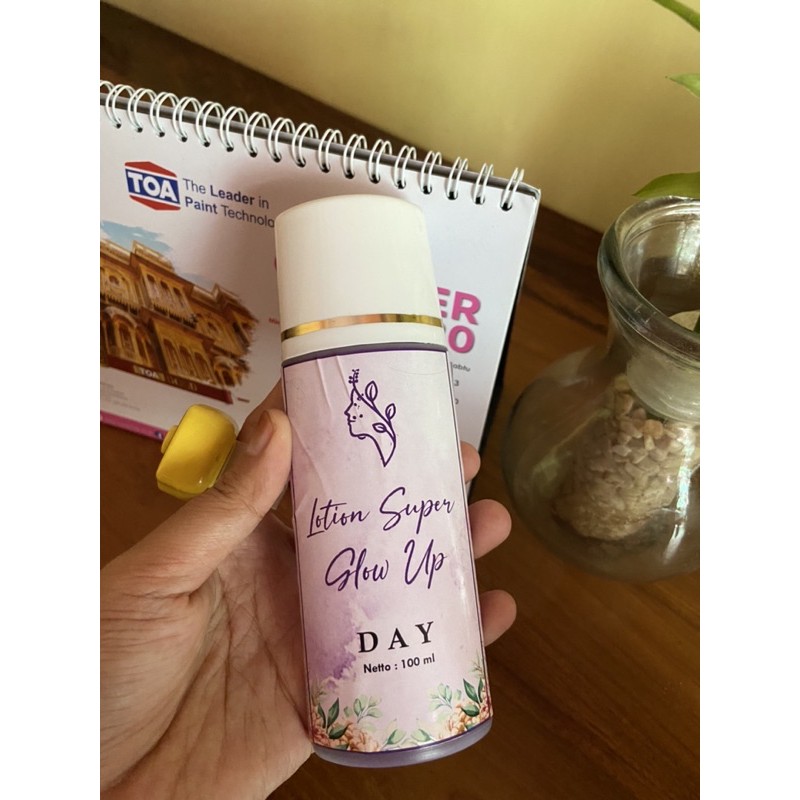 TOA
The Leader in
Paint Technolo
ER
O
Lotion Super
Glow Up
DAY
Netto : 100 ml